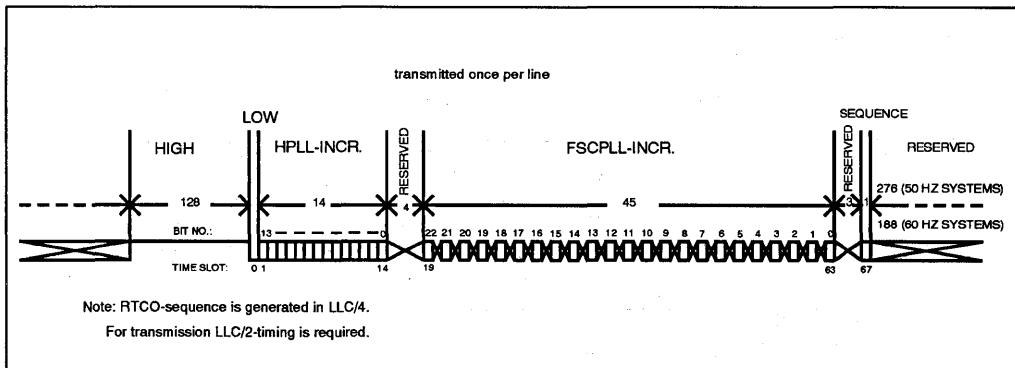 transmitted once per line
LOW
SEQUENCE
HIGH
HPLL-INCR.
RESERVED
FSCPLL-INCR.
RESERVED
RESERVED
128
14
4
45
3
1
276 (50 HZ SYSTEMS)
188 (60 HZ SYSTEMS)
BIT NO.:
13 0
22 21 20 19 18 17 16 15 14 13 12 11 10 9 8 7 6 5 4 3 2 1 0
TIME SLOT:
0 1 14 19 63 67
Note: RTCO-sequence is generated in LLC/4.
For transmission LLC/2-timing is required.